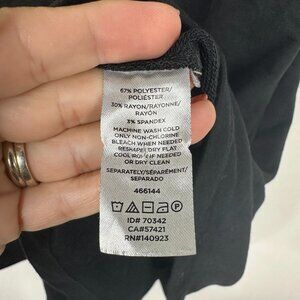 67% POLYESTER/
POLIÉSTER
30% RAYON/RAYONNE/
RAYÓN
3% SPANDEX
MACHINE WASH COLD
ONLY NON-CHLORINE
BLEACH WHEN NEEDED
RESHAPE, DRY FLAT
COOL IRON IF NEEDED
OR DRY CLEAN
SEPARATELY/SÉPARÉMENT/
SEPARADO
466144
ID# 70342
CA#57421
RN#140923